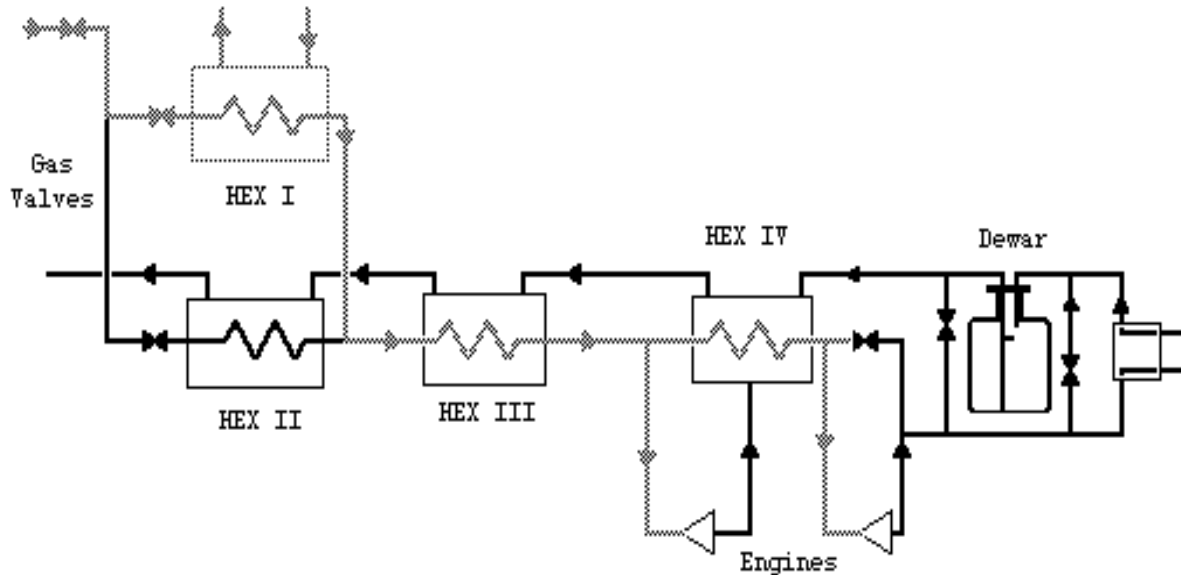 Gas
Valves
HEX I
HEX IV
Dewar
HEX II
HEX III
Engines